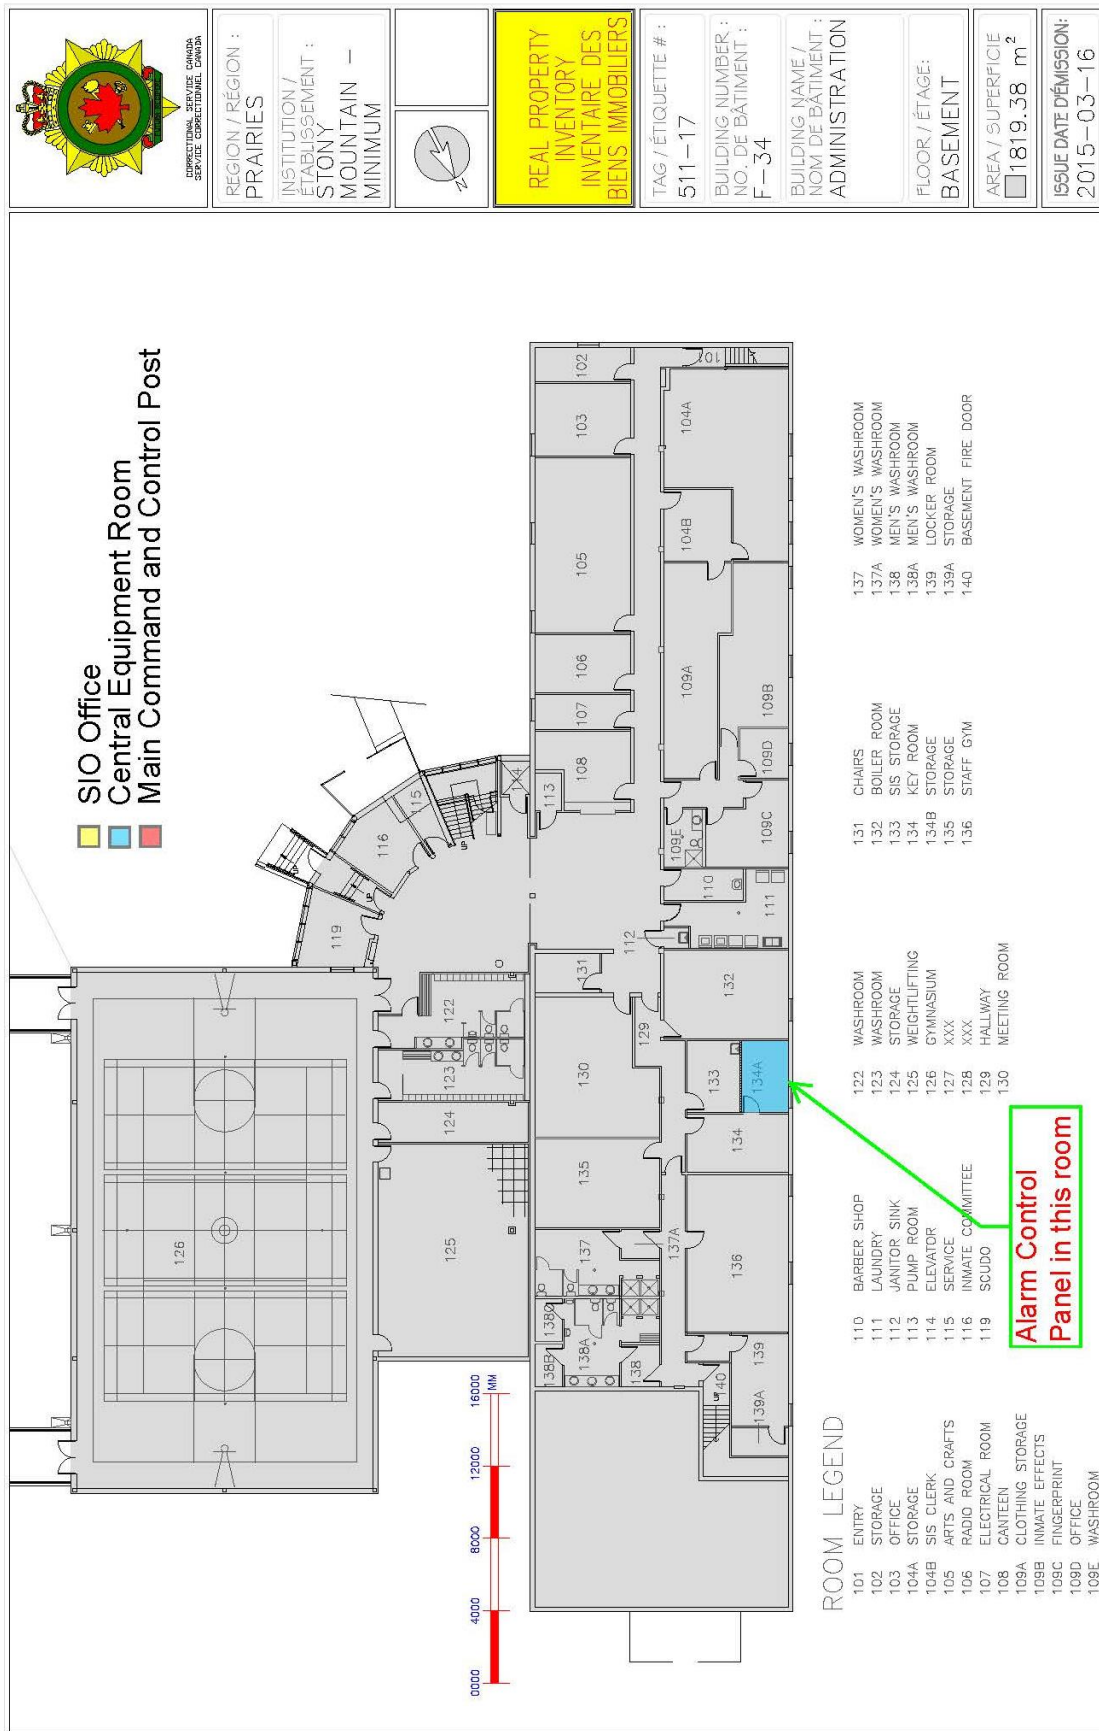 CORRECTIONAL SERVICE CANADA
SERVICE CORRECTIONNEL CANADA
REGION / RÉGION :
PRAIRIES
INSTITUTION /
ÉTABLISSEMENT :
STONY
MOUNTAIN –
MINIMUM
N
REAL PROPERTY
INVENTORY
INVENTAIRE DES
BIENS IMMOBILIERS
TAG / ÉTIQUETTE # :
511-17
BUILDING NUMBER :
NO. DE BÂTIMENT :
F-34
BUILDING NAME /
NOM DE BÂTIMENT:
ADMINISTRATION
FLOOR / ÉTAGE:
BASEMENT
AREA / SUPERFICIE
1819.38 m²
ISSUE DATE D'ÉMISSION:
2015-03-16
SIO Office
Central Equipment Room
Main Command and Control Post
126
119
116
115
114
UP
UP
122
123
124
125
102
103
105
106
107
108
113
101
104A
104B
109A
109B
109D
109C
109E
110
111
112
131
132
129
130
133
134A
134
135
136
137
137A
138
138A
138B
139
139A
140
UP
0000
4000
8000
12000
16000
MM
Alarm Control
Panel in this room
ROOM LEGEND
101 ENTRY
102 STORAGE
103 OFFICE
104A STORAGE
104B SIS CLERK
105 ARTS AND CRAFTS
106 RADIO ROOM
107 ELECTRICAL ROOM
108 CANTEEN
109A CLOTHING STORAGE
109B INMATE EFFECTS
109C FINGERPRINT
109D OFFICE
109E WASHROOM
110 BARBER SHOP
111 LAUNDRY
112 JANITOR SINK
113 PUMP ROOM
114 ELEVATOR
115 SERVICE
116 INMATE COMMITTEE
119 SCUDO
122 WASHROOM
123 WASHROOM
124 STORAGE
125 WEIGHTLIFTING
126 GYMNASIUM
127 XXX
128 XXX
129 HALLWAY
130 MEETING ROOM
131 CHAIRS
132 BOILER ROOM
133 SIS STORAGE
134 KEY ROOM
134B STORAGE
135 STORAGE
136 STAFF GYM
137 WOMEN'S WASHROOM
137A WOMEN'S WASHROOM
138 MEN'S WASHROOM
138A MEN'S WASHROOM
139 LOCKER ROOM
139A STORAGE
140 BASEMENT FIRE DOOR